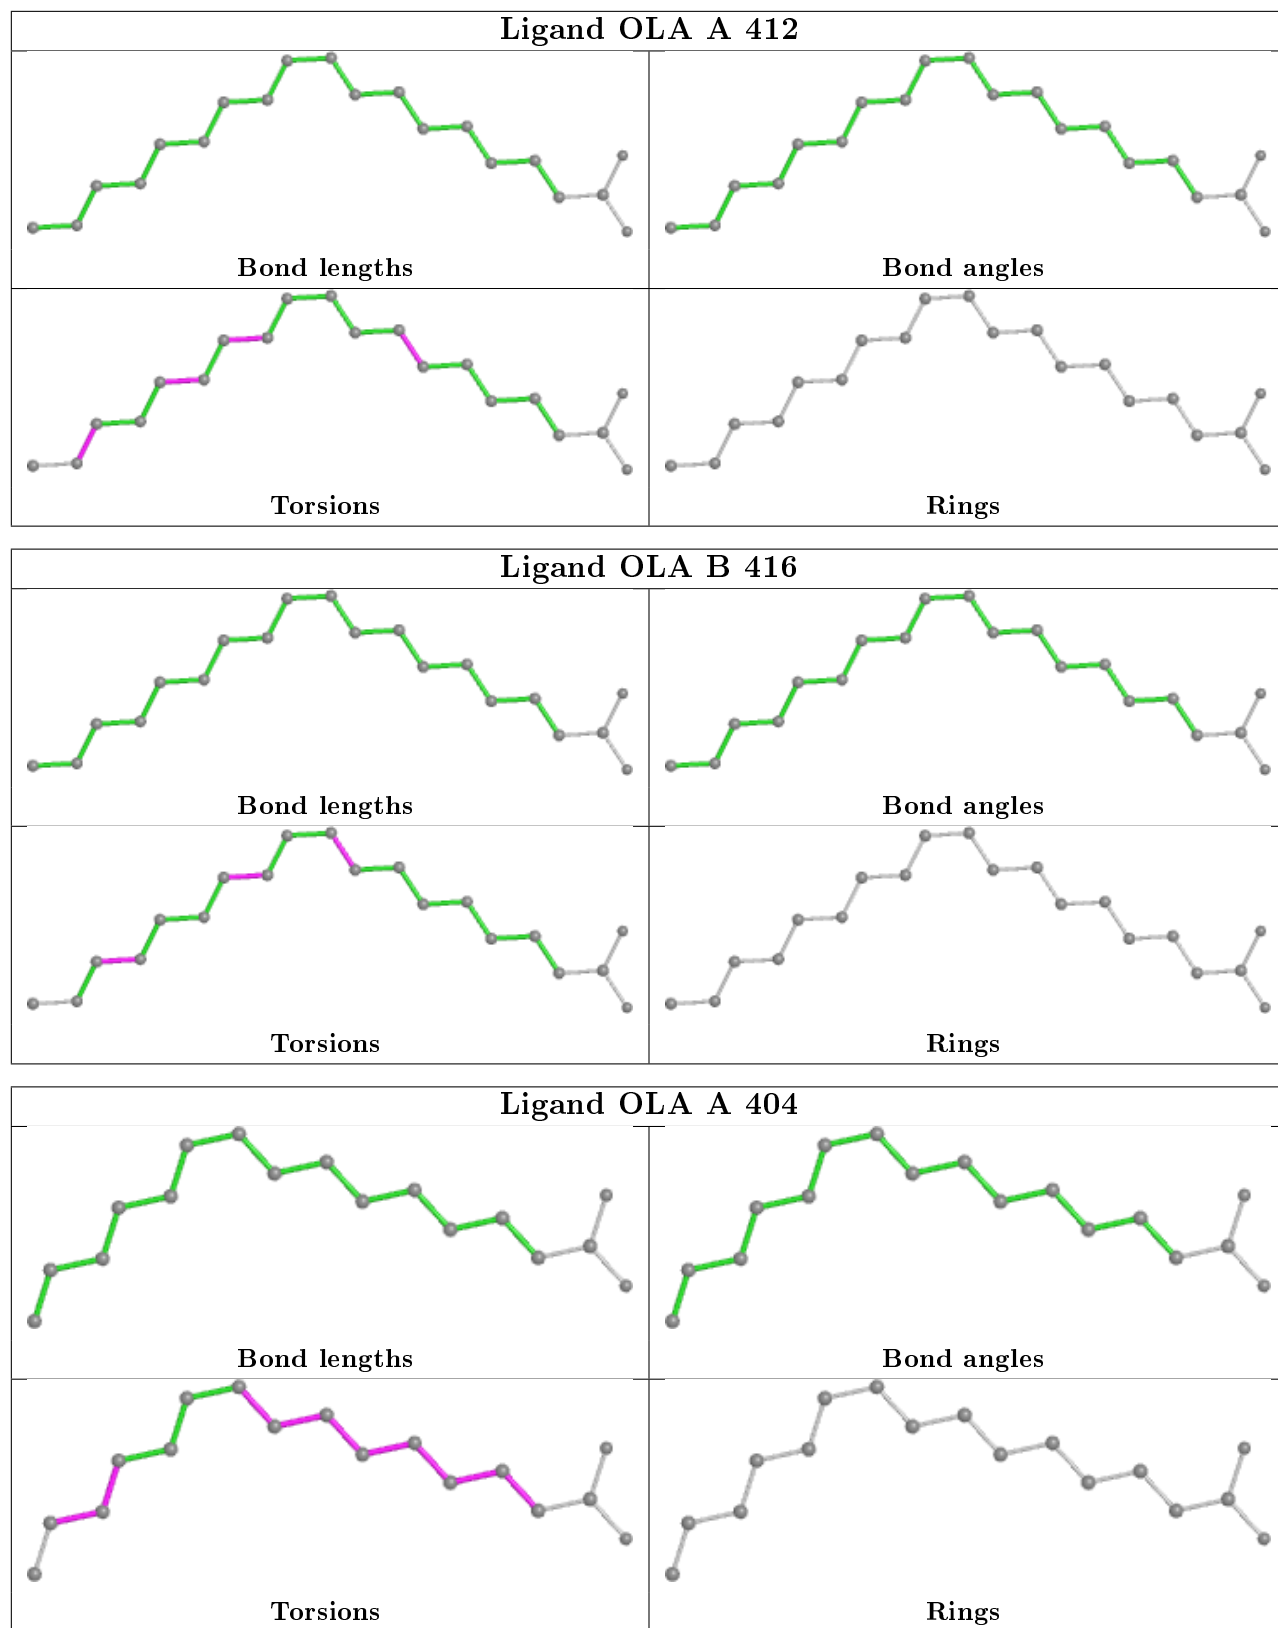 Ligand OLA A 412
Bond lengths
Bond angles
Torsions
Rings
Ligand OLA B 416
Bond lengths
Bond angles
Torsions
Rings
Ligand OLA A 404
Bond lengths
Bond angles
Torsions
Rings